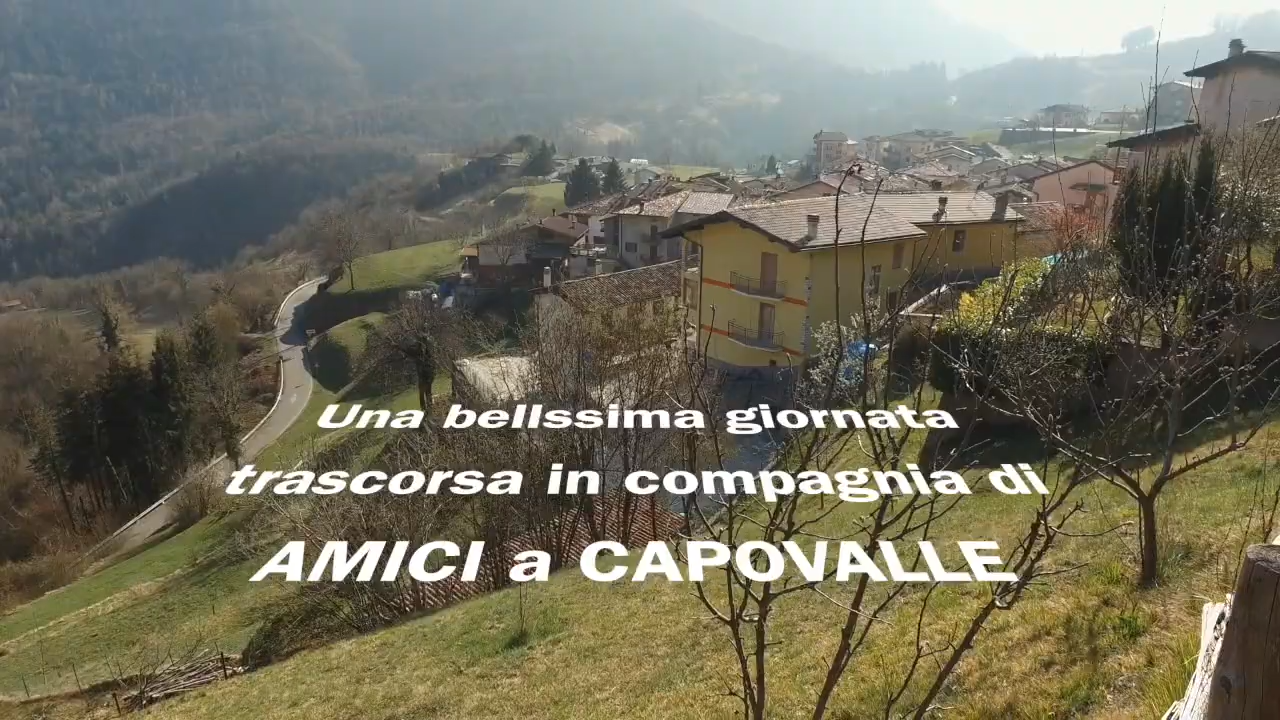 Una bellssima giornata
trascorsa in compagnia di
AMICI a CAPOVALLE